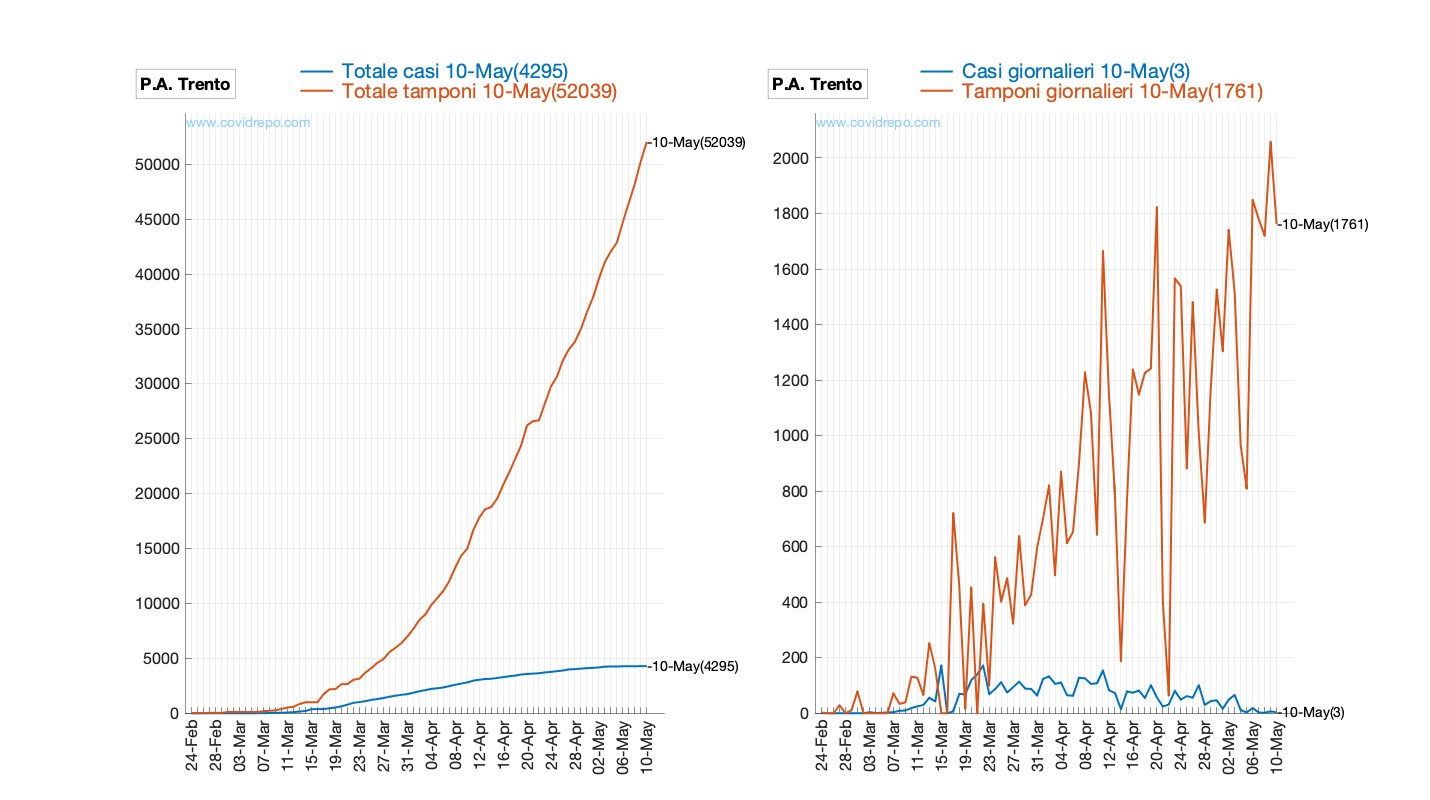 P.A. Trento
Totale casi 10-May(4295)
Totale tamponi 10-May(52039)
www.covidrepo.com
50000
45000
40000
35000
30000
25000
20000
15000
10000
5000
0
10-May(52039)
10-May(4295)
24-Feb
28-Feb
03-Mar
07-Mar
11-Mar
15-Mar
19-Mar
23-Mar
27-Mar
31-Mar
04-Apr
08-Apr
12-Apr
16-Apr
20-Apr
24-Apr
28-Apr
02-May
06-May
10-May
P.A. Trento
Casi giornalieri 10-May(3)
Tamponi giornalieri 10-May(1761)
www.covidrepo.com
2000
1800
1600
1400
1200
1000
800
600
400
200
0
10-May(1761)
10-May(3)
24-Feb
28-Feb
03-Mar
07-Mar
11-Mar
15-Mar
19-Mar
23-Mar
27-Mar
31-Mar
04-Apr
08-Apr
12-Apr
16-Apr
20-Apr
24-Apr
28-Apr
02-May
06-May
10-May